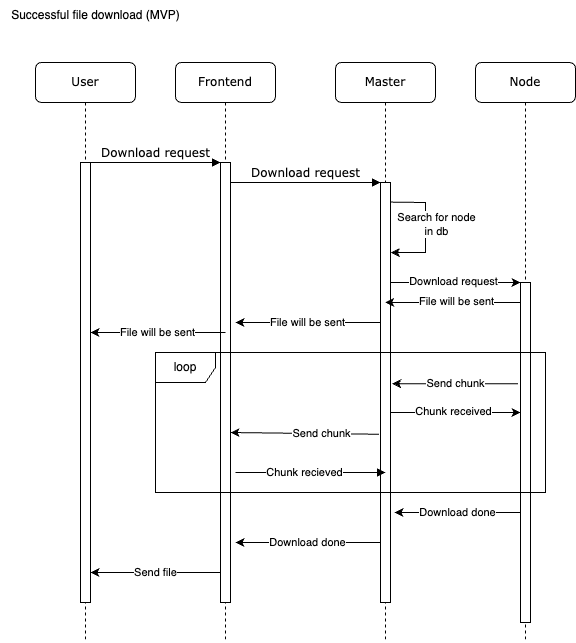 Successful file download (MVP)
User
Frontend
Master
Node
Download request
Download request
Search for node
in db
Download request
File will be sent
File will be sent
File will be sent
loop
Send chunk
Chunk received
Send chunk
Chunk recieved
Download done
Download done
Send file